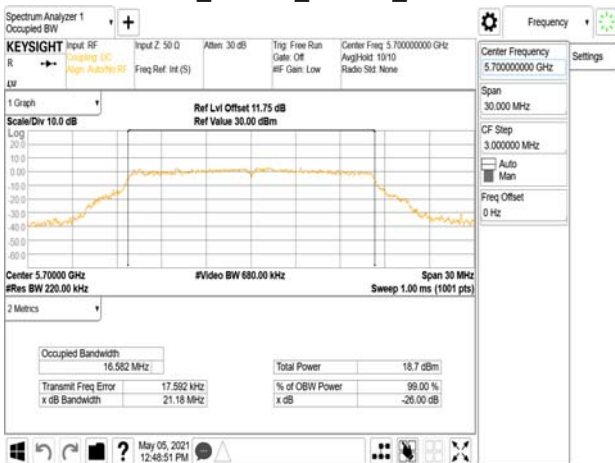 Spectrum Analyzer 1
Occupied BW
Frequency
KEYSIGHT
R
Input: RF
Coupling: DC
Align: Auto/No RF
Input Z: 50 Ω
Freq Ref: Int (S)
Atten: 30 dB
Trig: Free Run
Gate: Off
#IF Gain: Low
Center Freq: 5.700000000 GHz
Avg|Hold: 10/10
Radio Std: None
Center Frequency
5.700000000 GHz
Settings
Span
30.000 MHz
CF Step
3.000000 MHz
Auto
Man
Freq Offset
0 Hz
1 Graph
Scale/Div 10.0 dB
Ref Lvl Offset 11.75 dB
Ref Value 30.00 dBm
Log
20.0
10.0
0.00
-10.0
-20.0
-30.0
-40.0
-50.0
-60.0
Center 5.70000 GHz
#Res BW 220.00 kHz
#Video BW 680.00 kHz
Span 30 MHz
Sweep 1.00 ms (1001 pts)
2 Metrics
Occupied Bandwidth
16.582 MHz
Total Power 18.7 dBm
Transmit Freq Error 17.592 kHz
% of OBW Power 99.00 %
x dB Bandwidth 21.18 MHz
x dB -26.00 dB
?
May 05, 2021
12:48:51 PM